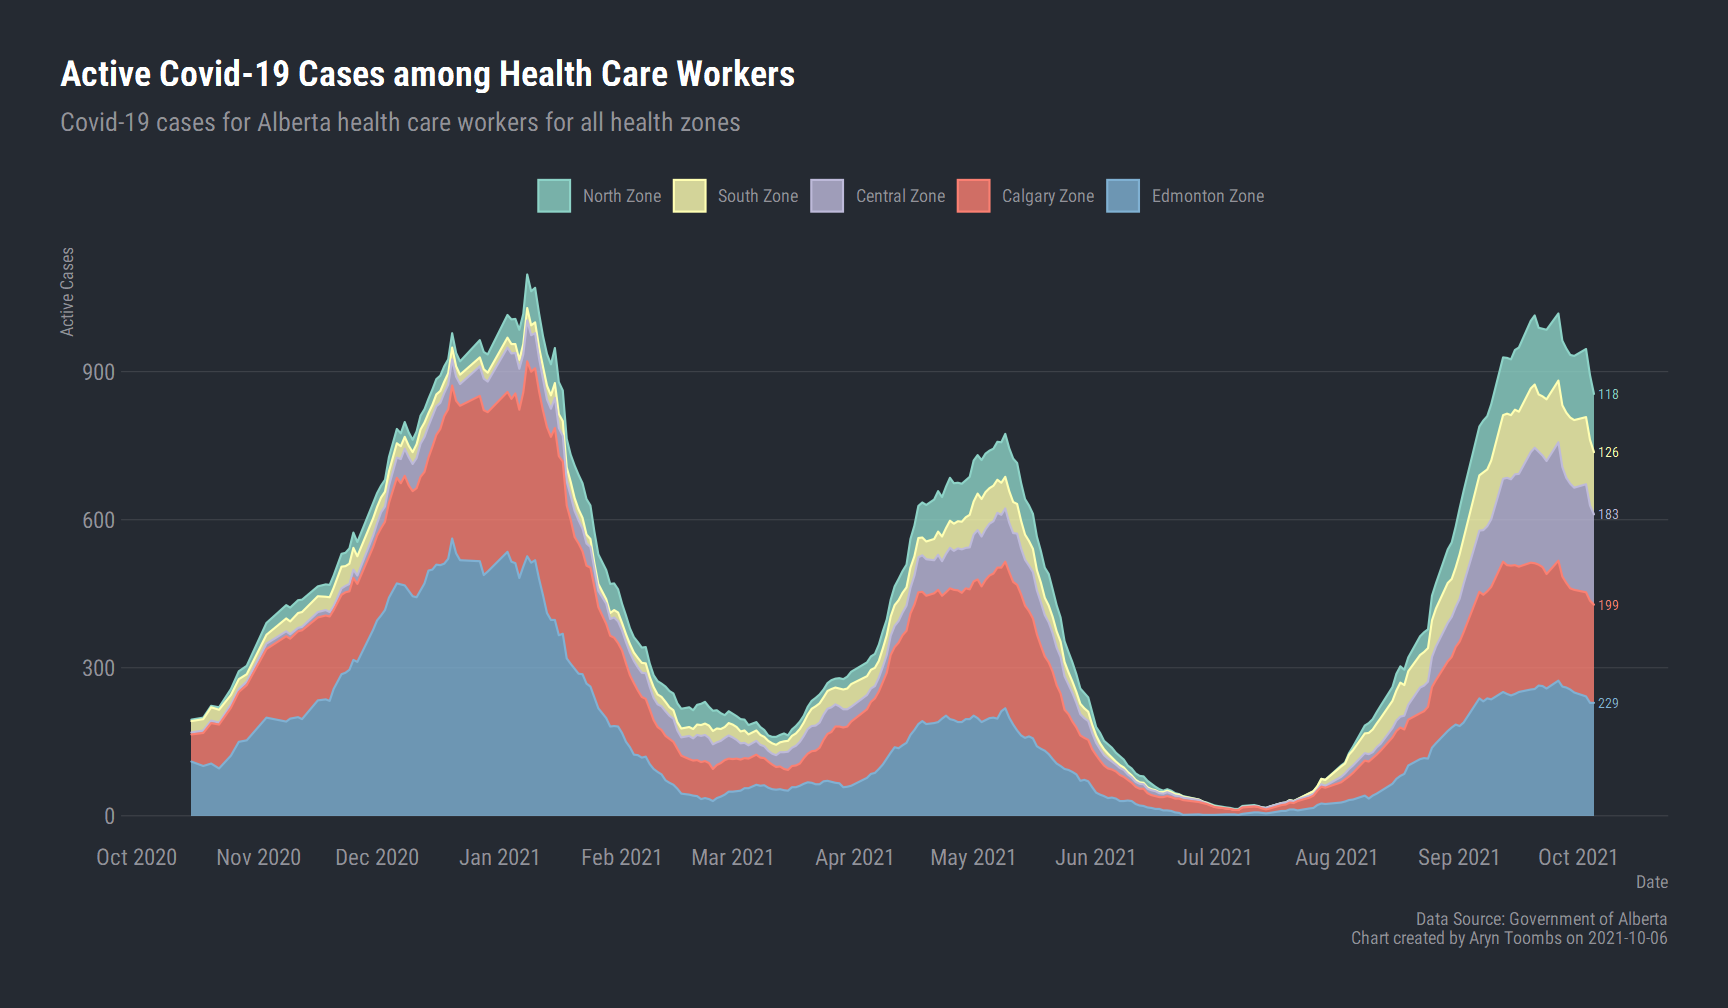 Active Covid-19 Cases among Health Care Workers
Covid-19 cases for Alberta health care workers for all health zones
North Zone South Zone Central Zone Calgary Zone Edmonton Zone
Active Cases
900
600
300
0
118
126
183
199
229
Oct 2020 Nov 2020 Dec 2020 Jan 2021 Feb 2021 Mar 2021 Apr 2021 May 2021 Jun 2021 Jul 2021 Aug 2021 Sep 2021 Oct 2021
Date
Data Source: Government of Alberta
Chart created by Aryn Toombs on 2021-10-06